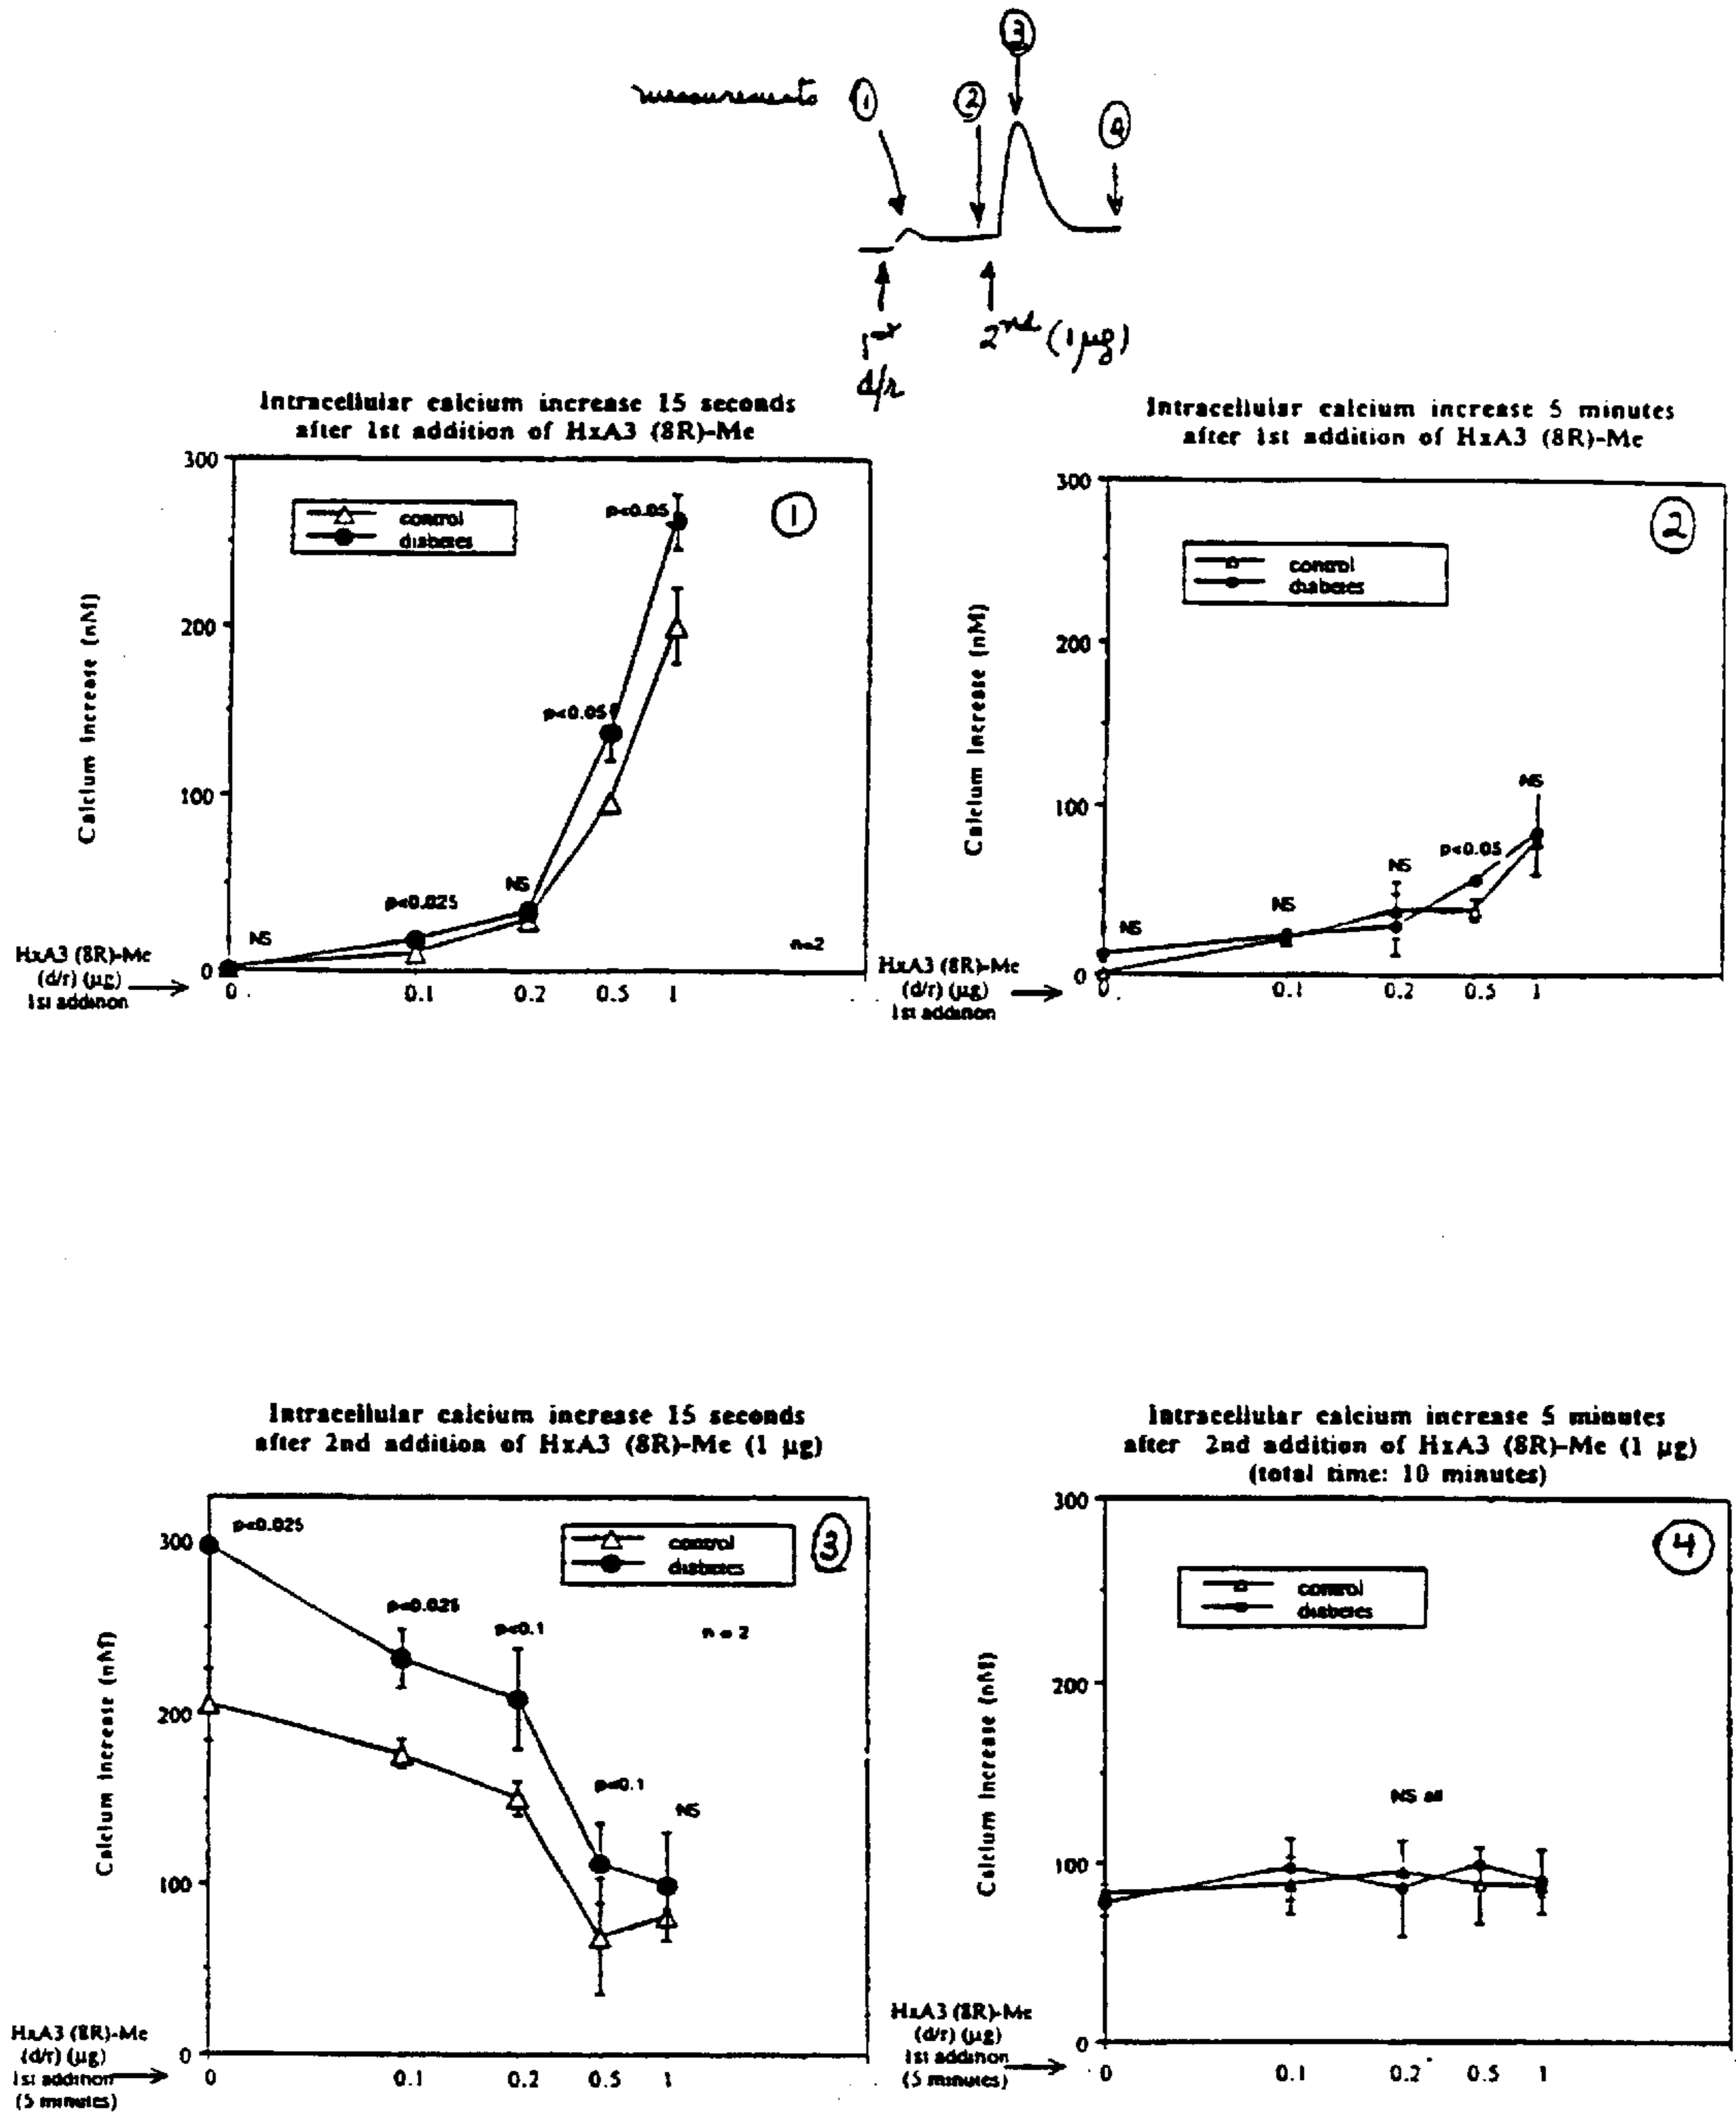 ③
measurements ① ② ④
1st
d/r
2nd (1 µg)
Intracellular calcium increase 15 seconds
after 1st addition of HxA3 (8R)-Me
300
control
diabetes
p<0.05
①
200
Calcium increase (nM)
p<0.05
100
p<0.025
NS
NS
n=2
0
HxA3 (8R)-Me
(d/r) (µg)
1st addition
0 0.1 0.2 0.5 1
Intracellular calcium increase 5 minutes
after 1st addition of HxA3 (8R)-Me
300
②
control
diabetes
200
Calcium increase (nM)
100
NS
p<0.05
NS
NS
NS
0
HxA3 (8R)-Me
(d/r) (µg)
1st addition
0 0.1 0.2 0.5 1
Intracellular calcium increase 15 seconds
after 2nd addition of HxA3 (8R)-Me (1 µg)
300
p<0.025
control
diabetes
③
p<0.025
p<0.1
n = 2
200
Calcium increase (nM)
p<0.1
NS
100
0
HxA3 (8R)-Me
(d/r) (µg)
1st addition
(5 minutes)
0 0.1 0.2 0.5 1
Intracellular calcium increase 5 minutes
after 2nd addition of HxA3 (8R)-Me (1 µg)
(total time: 10 minutes)
300
④
control
diabetes
200
Calcium increase (nM)
NS all
100
0
HxA3 (8R)-Me
(d/r) (µg)
1st addition
(5 minutes)
0 0.1 0.2 0.5 1